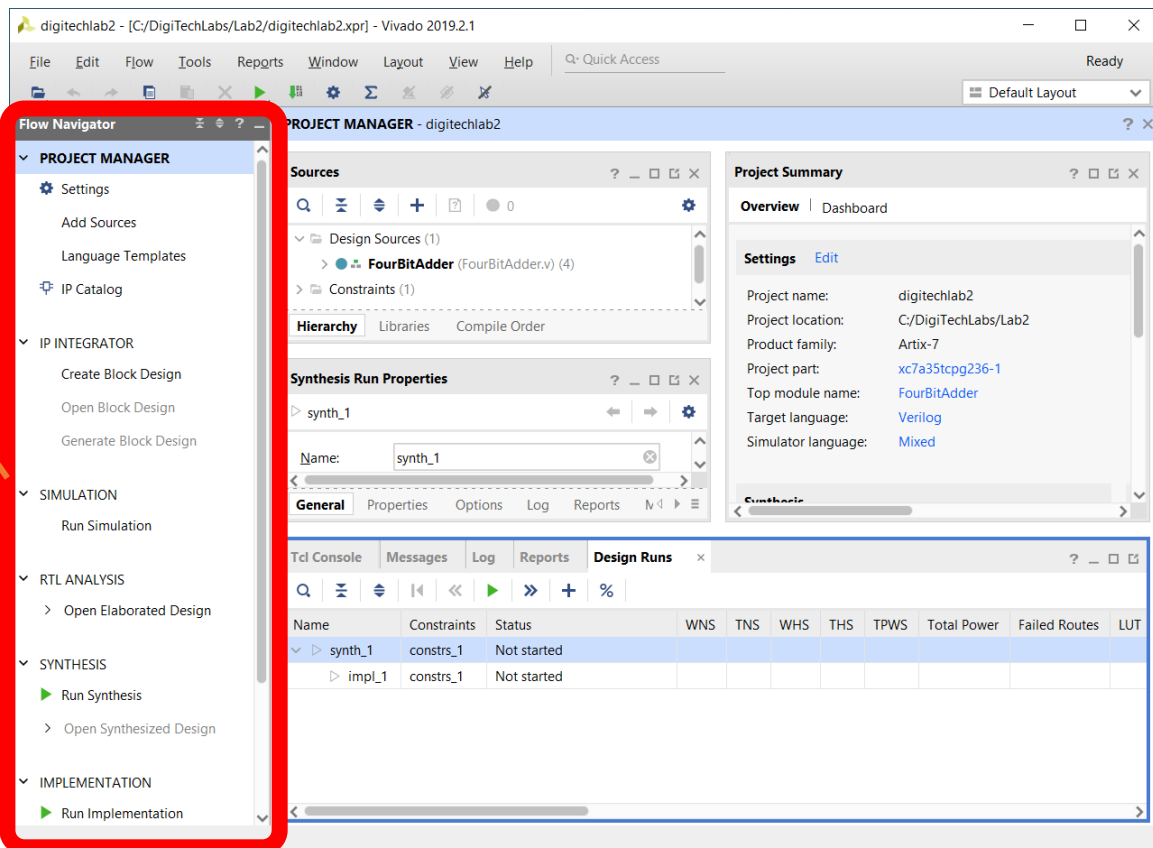 digitechlab2 - [C:/DigiTechLabs/Lab2/digitechlab2.xpr] - Vivado 2019.2.1
File Edit Flow Tools Reports Window Layout View Help Quick Access Ready
Default Layout
Flow Navigator
PROJECT MANAGER
Settings
Add Sources
Language Templates
IP Catalog
IP INTEGRATOR
Create Block Design
Open Block Design
Generate Block Design
SIMULATION
Run Simulation
RTL ANALYSIS
Open Elaborated Design
SYNTHESIS
Run Synthesis
Open Synthesized Design
IMPLEMENTATION
Run Implementation
PROJECT MANAGER - digitechlab2
Sources
0
Design Sources (1)
FourBitAdder (FourBitAdder.v) (4)
Constraints (1)
Hierarchy Libraries Compile Order
Synthesis Run Properties
synth_1
Name: synth_1
General Properties Options Log Reports
Project Summary
Overview Dashboard
Settings Edit
Project name: digitechlab2
Project location: C:/DigiTechLabs/Lab2
Product family: Artix-7
Project part: xc7a35tcpg236-1
Top module name: FourBitAdder
Target language: Verilog
Simulator language: Mixed
Synthesis
Tcl Console Messages Log Reports Design Runs
Name Constraints Status WNS TNS WHS THS TPWS Total Power Failed Routes LUT
synth_1 constrs_1 Not started
impl_1 constrs_1 Not started